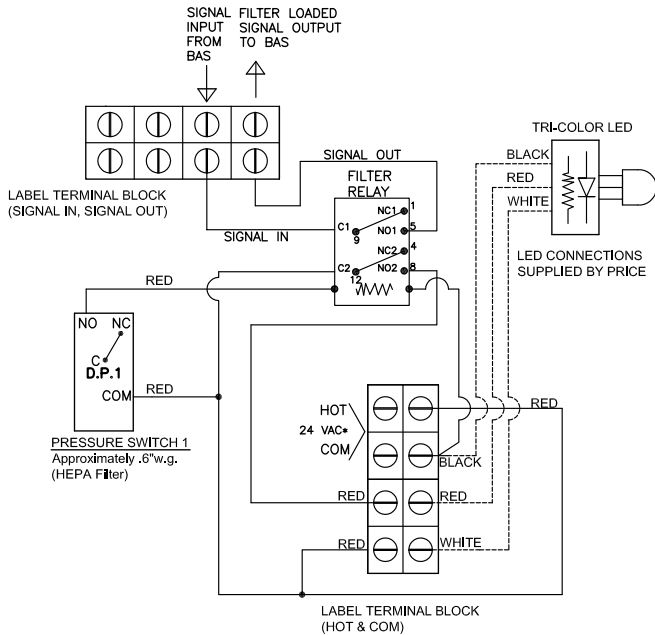 SIGNAL INPUT FROM BAS
FILTER LOADED SIGNAL OUTPUT TO BAS
LABEL TERMINAL BLOCK
(SIGNAL IN, SIGNAL OUT)
SIGNAL OUT
FILTER
RELAY
SIGNAL IN
C1
9
NC1
1
NO1
5
NC2
4
C2
12
NO2
8
TRI-COLOR LED
BLACK
RED
WHITE
LED CONNECTIONS
SUPPLIED BY PRICE
RED
NO
NC
C
D.P.1
COM
RED
PRESSURE SWITCH 1
Approximately .6"w.g.
(HEPA Filter)
HOT
24 VAC*
COM
RED
BLACK
RED
RED
RED
WHITE
LABEL TERMINAL BLOCK
(HOT & COM)